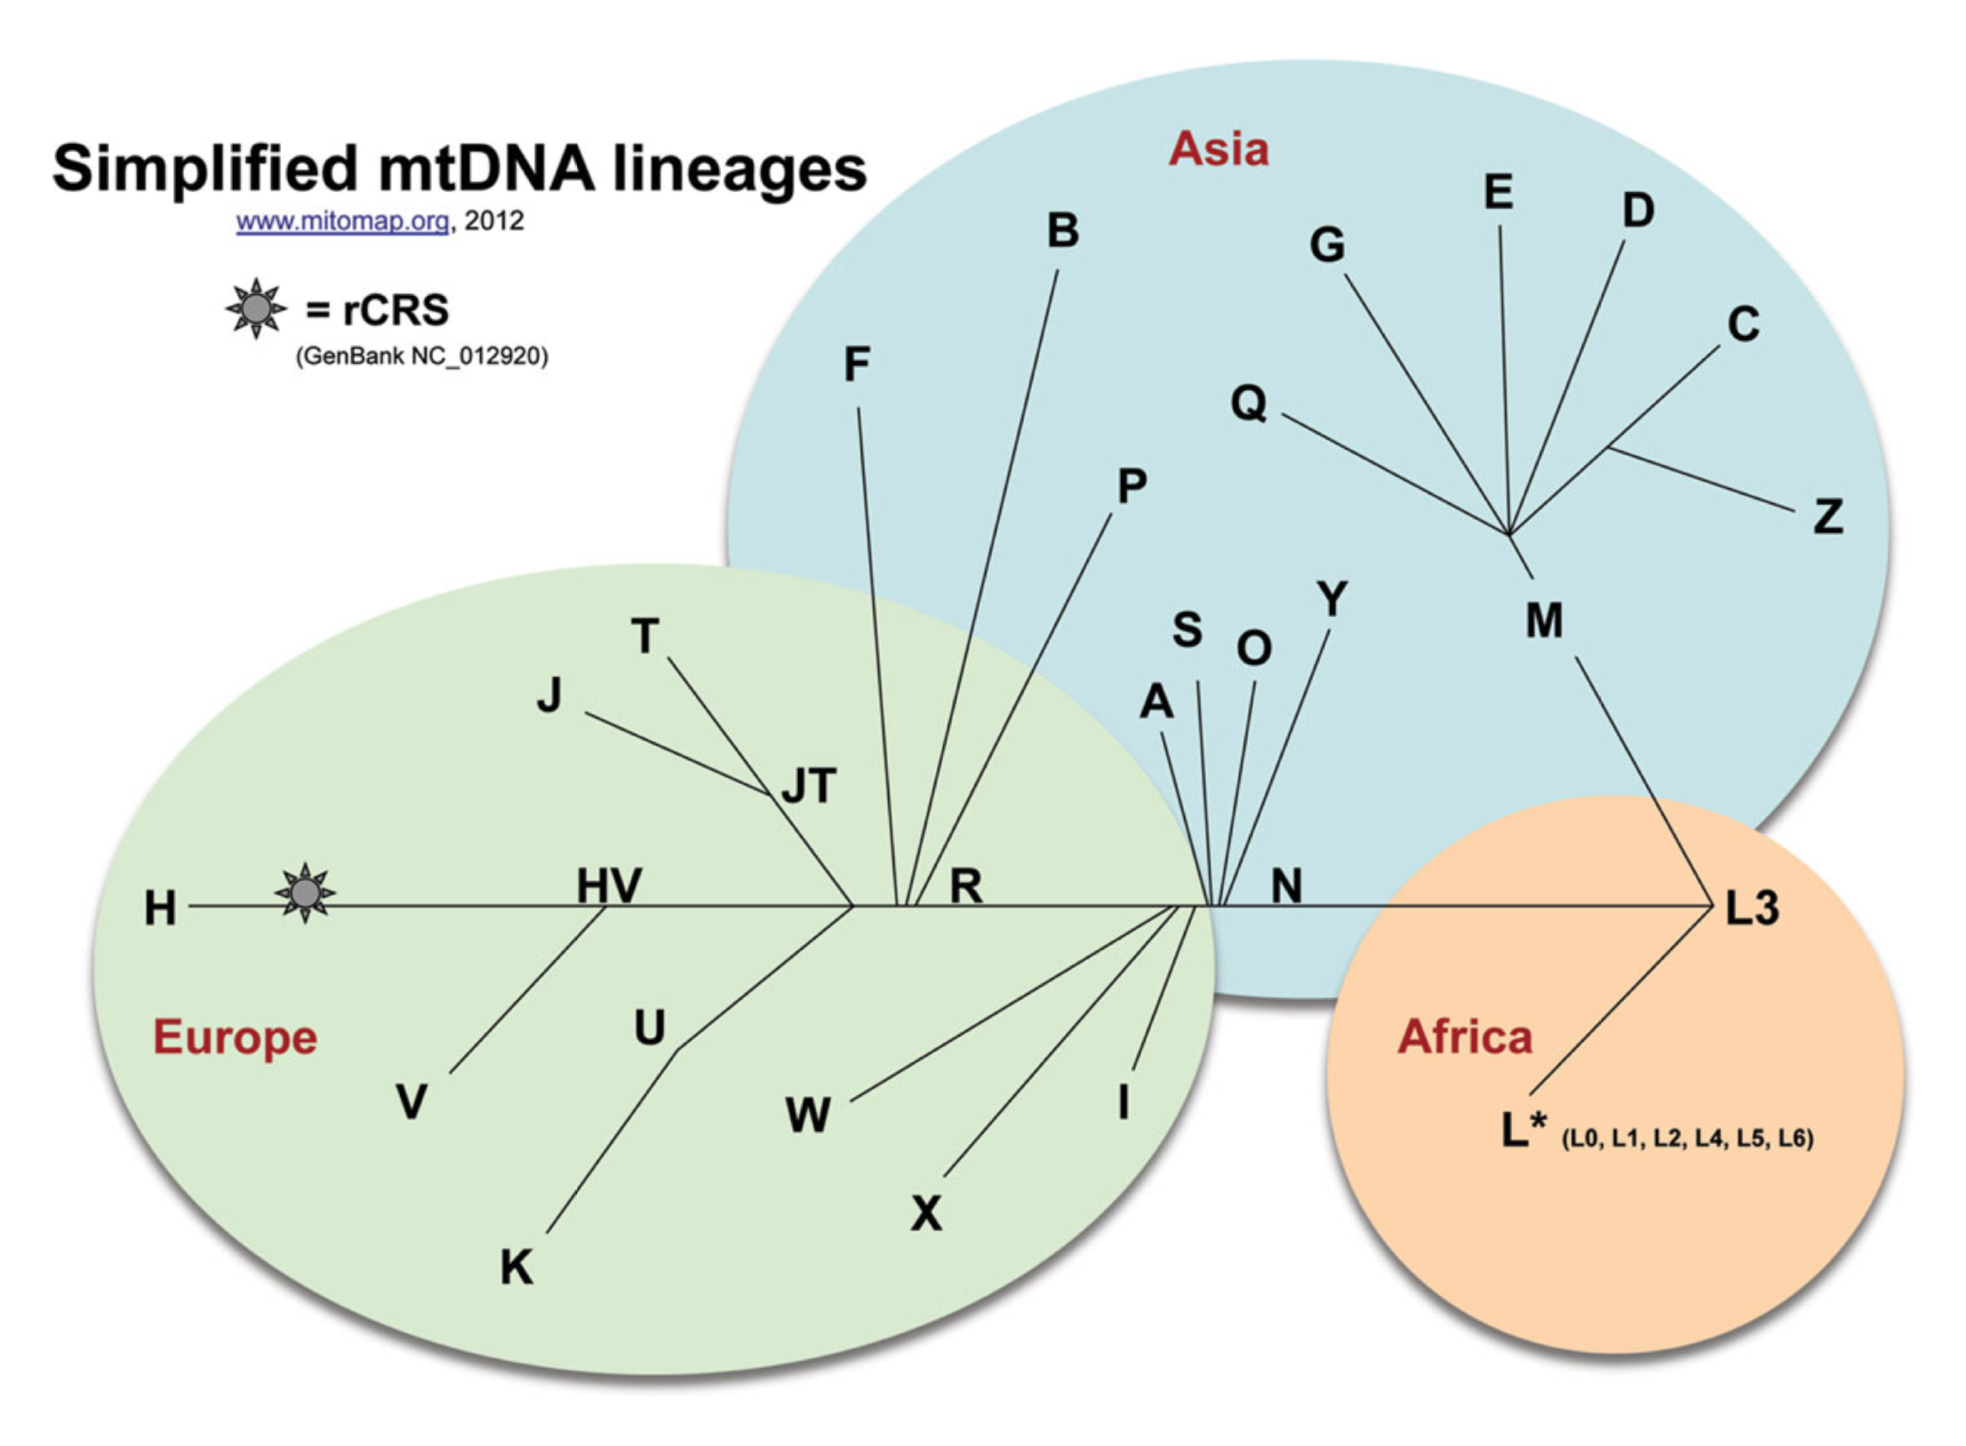 Simplified mtDNA lineages
www.mitomap.org, 2012
= rCRS
(GenBank NC_012920)
Asia
B
G
E
D
C
F
Q
P
Z
T
J
S
O
Y
M
A
JT
H
HV
R
N
L3
Europe
U
V
W
I
X
K
Africa
L* (L0, L1, L2, L4, L5, L6)